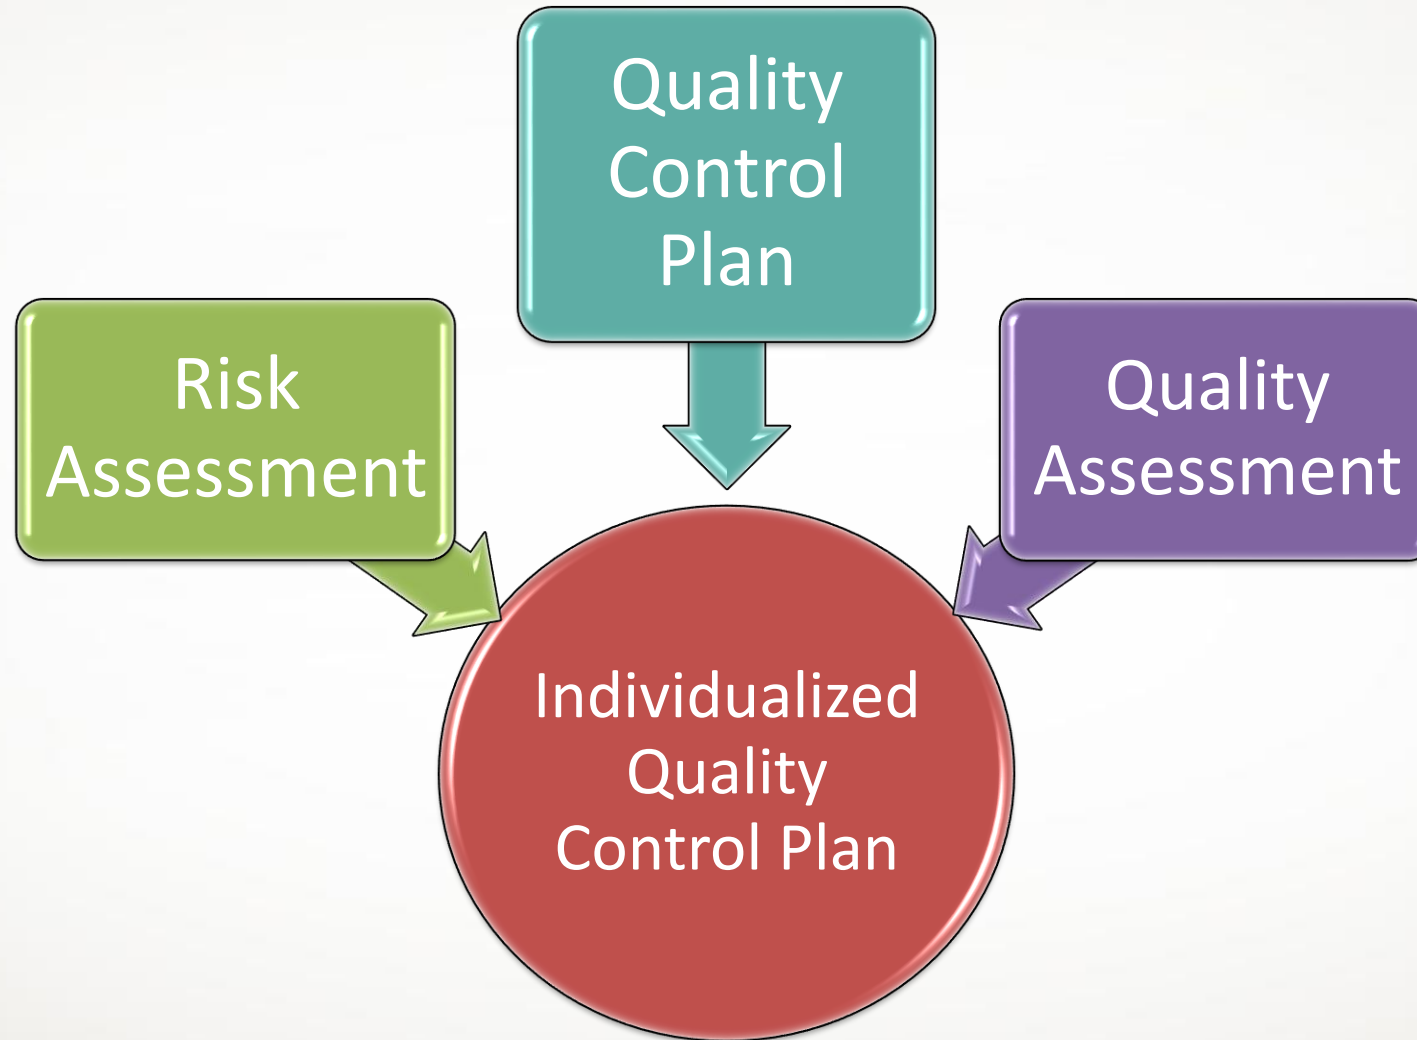 Quality
Control
Plan
Risk
Assessment
Quality
Assessment
Individualized
Quality
Control Plan